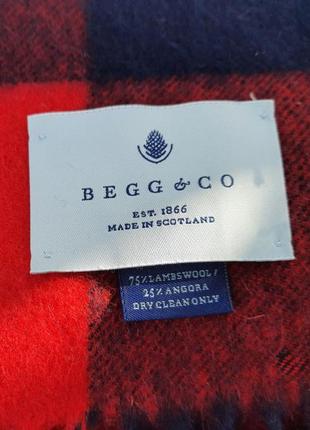 BEGG & CO
EST. 1866
MADE IN SCOTLAND
75% LAMBSWOOL /
25% ANGORA
DRY CLEAN ONLY